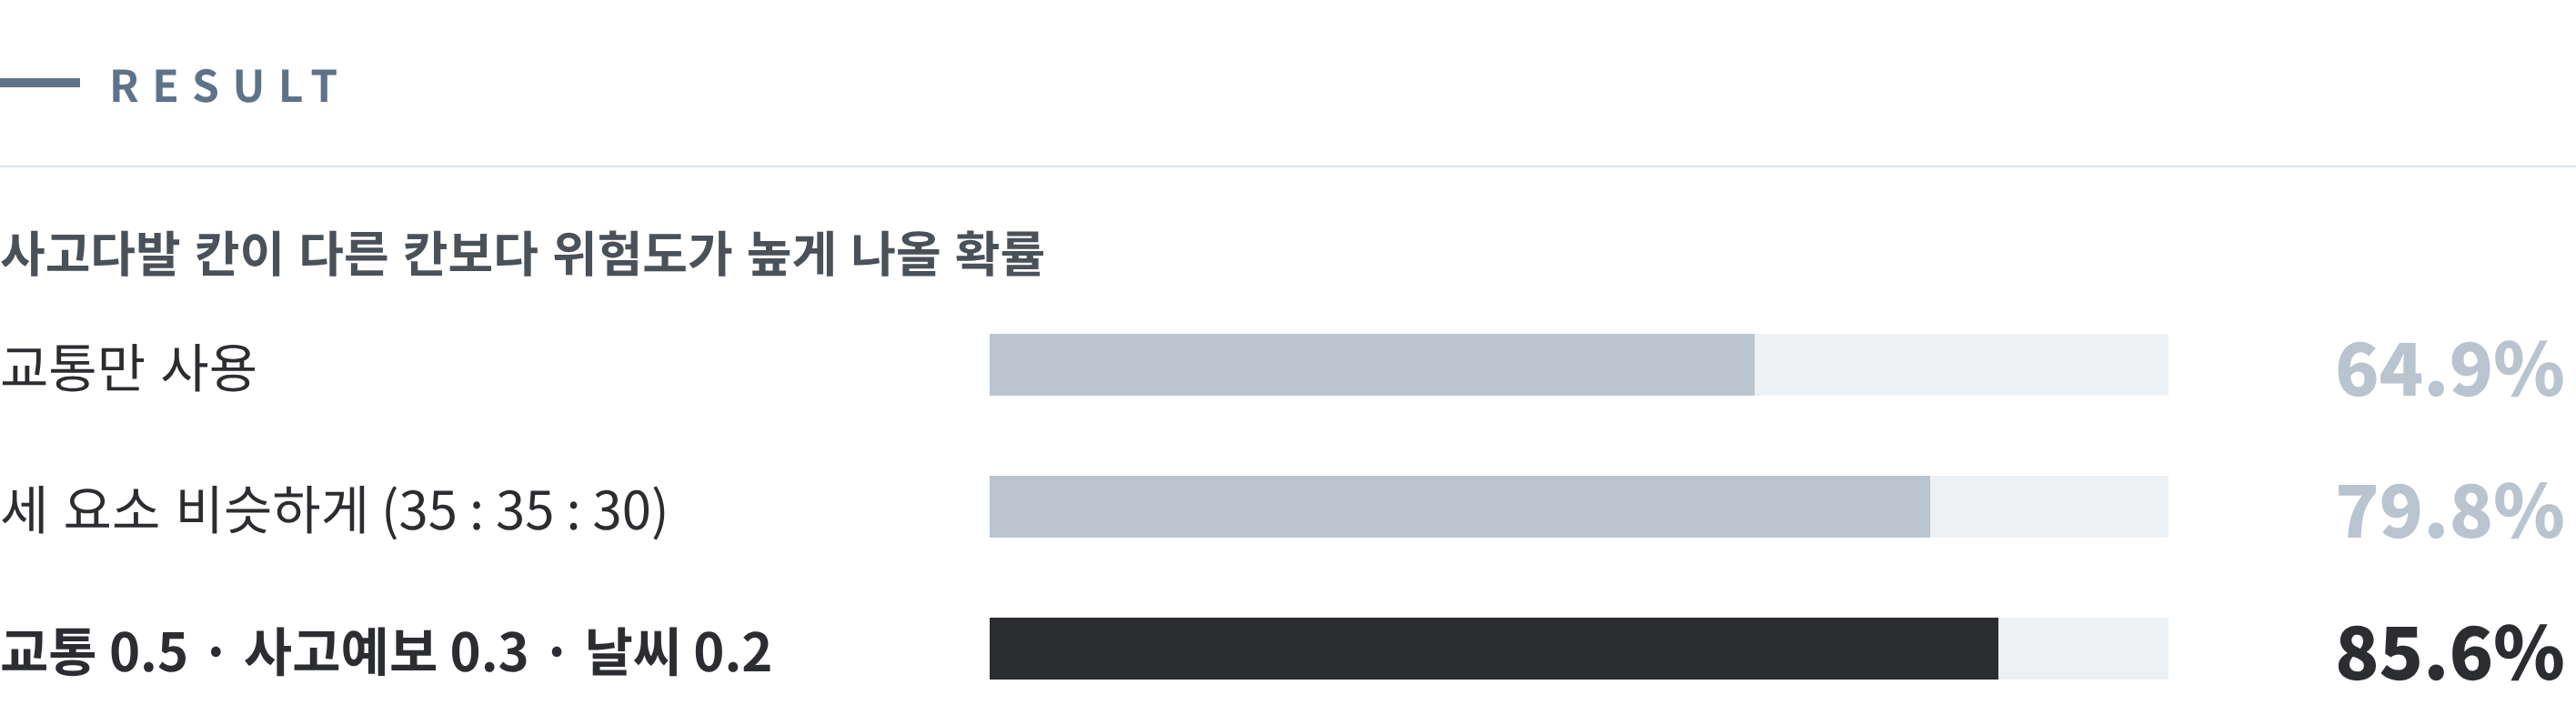 RESULT
사고다발 칸이 다른 칸보다 위험도가 높게 나올 확률
교통만 사용 64.9%
세 요소 비슷하게 (35 : 35 : 30) 79.8%
교통 0.5 · 사고예보 0.3 · 날씨 0.2 85.6%